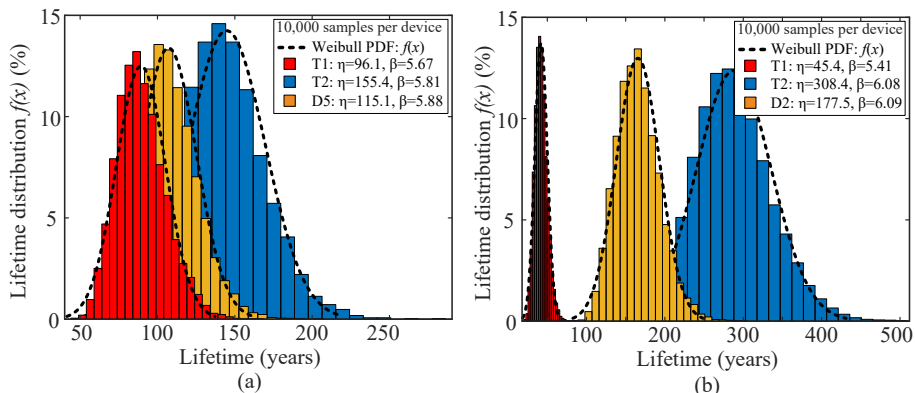 15
10
5
0
Lifetime distribution f(x) (%)
10,000 samples per device
Weibull PDF: f(x)
T1: η=96.1, β=5.67
T2: η=155.4, β=5.81
D5: η=115.1, β=5.88
50 100 150 200 250
Lifetime (years)
(a)
15
10
5
0
Lifetime distribution f(x) (%)
10,000 samples per device
Weibull PDF: f(x)
T1: η=45.4, β=5.41
T2: η=308.4, β=6.08
D2: η=177.5, β=6.09
100 200 300 400 500
Lifetime (years)
(b)